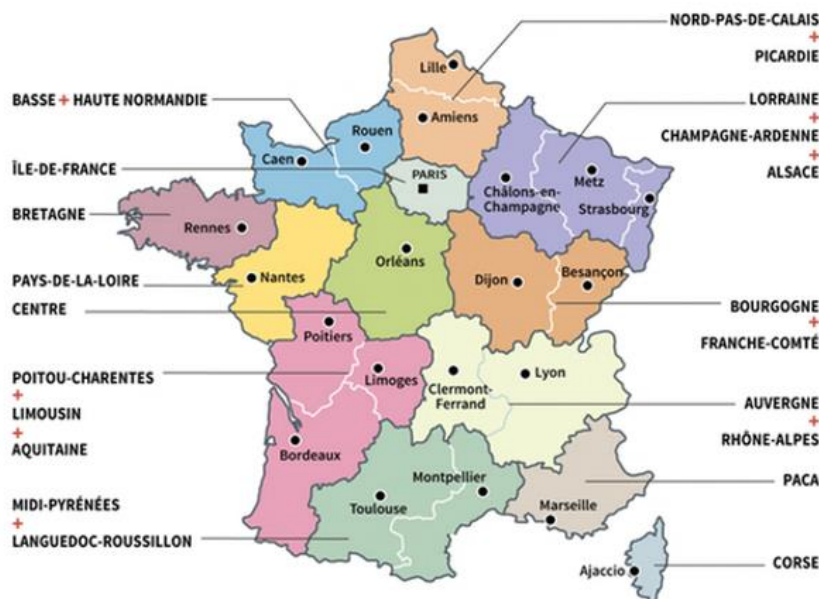 NORD-PAS-DE-CALAIS
+
PICARDIE
BASSE + HAUTE NORMANDIE
LORRAINE
+
CHAMPAGNE-ARDENNE
+
ALSACE
ÎLE-DE-FRANCE
BRETAGNE
PAYS-DE-LA-LOIRE
CENTRE
BOURGOGNE
+
FRANCHE-COMTÉ
POITOU-CHARENTES
+
LIMOUSIN
+
AQUITAINE
AUVERGNE
+
RHÔNE-ALPES
PACA
MIDI-PYRÉNÉES
+
LANGUEDOC-ROUSSILLON
CORSE
Lille
Amiens
Rouen
Caen
PARIS
Châlons-en-
Champagne
Metz
Strasbourg
Rennes
Orléans
Nantes
Dijon
Besançon
Poitiers
Limoges
Clermont-
Ferrand
Lyon
Bordeaux
Toulouse
Montpellier
Marseille
Ajaccio